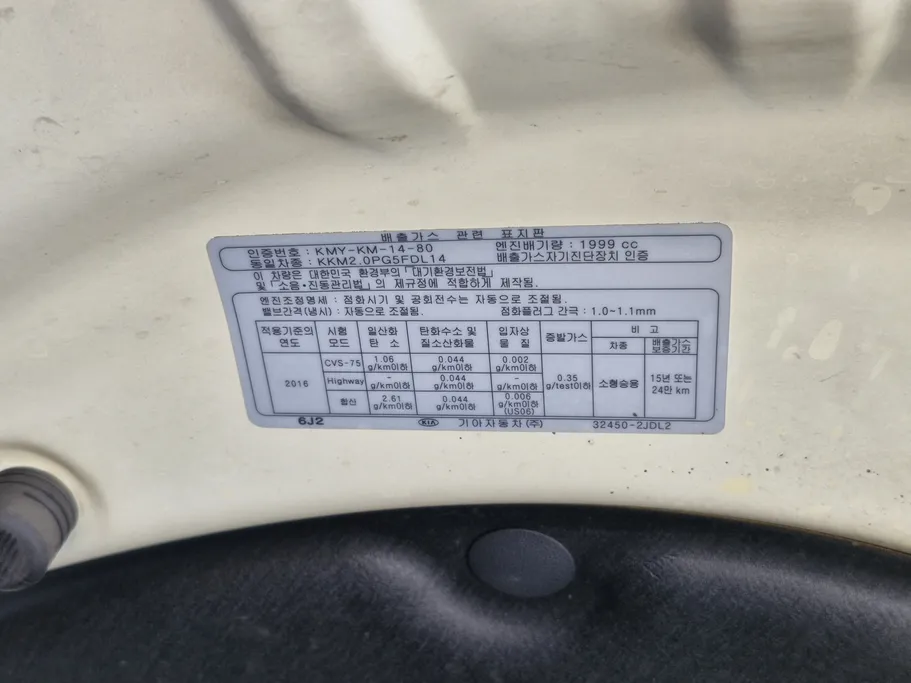 배출가스 관련 표지판
인증번호 : KMY-KM-14-80 엔진배기량 : 1999 cc
동일차종 : KKM2.0PG5FDL14 배출가스자기진단장치 인증
이 차량은 대한민국 환경부의 「대기환경보전법」
및 「소음·진동관리법」의 제규정에 적합하게 제작됨.
엔진조정명세 : 점화시기 및 공회전수는 자동으로 조절됨.
밸브간격(냉시) : 자동으로 조절됨. 점화플러그 간극 : 1.0~1.1mm
적용기준의 연도 시험 모드 일산화 탄소 탄화수소 및 질소산화물 입자상 물질 증발가스 비고
차종 배출가스 보증기간
2016 CVS-75 1.06 g/km이하 0.044 g/km이하 0.002 g/km이하 0.35 g/test이하 소형승용 15년 또는 24만 km
Highway - g/km이하 0.044 g/km이하 - g/km이하
합산 2.61 g/km이하 0.044 g/km이하 0.006 g/km이하 (US06)
6J2 KIA 기아자동차(주) 32450-2JDL2